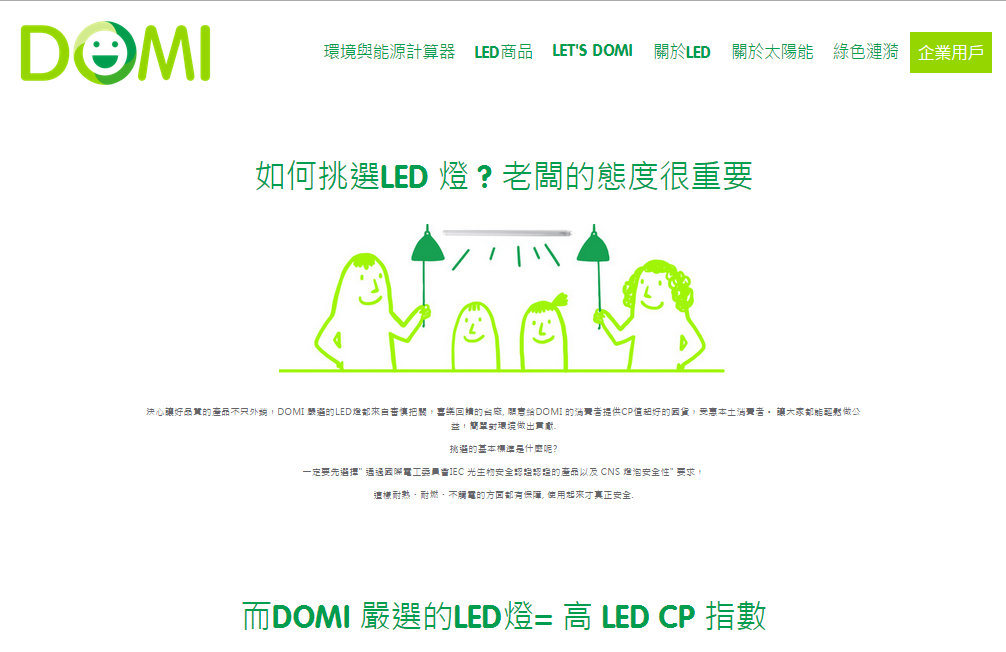 DOMI
環境與能源計算器 LED商品 LET'S DOMI 關於LED 關於太陽能 綠色漣漪 企業用戶
如何挑選LED 燈？老闆的態度很重要
決心讓好品質的產品不只外銷，DOMI 嚴選的LED燈都來自審慎把關，喜樂回饋的台廠, 願意給DOMI 的消費者提供CP值超好的國貨，受惠本土消費者。 讓大家都能輕鬆做公
益，簡單對環境做出貢獻.
挑選的基本標準是什麼呢?
一定要先選擇" 通過國際電工委員會IEC 光生物安全認證認證的產品以及 CNS 燈泡安全性" 要求，
這樣耐熱、耐燃、不觸電的方面都有保障, 使用起來才真正安全.
而DOMI 嚴選的LED燈= 高 LED CP 指數